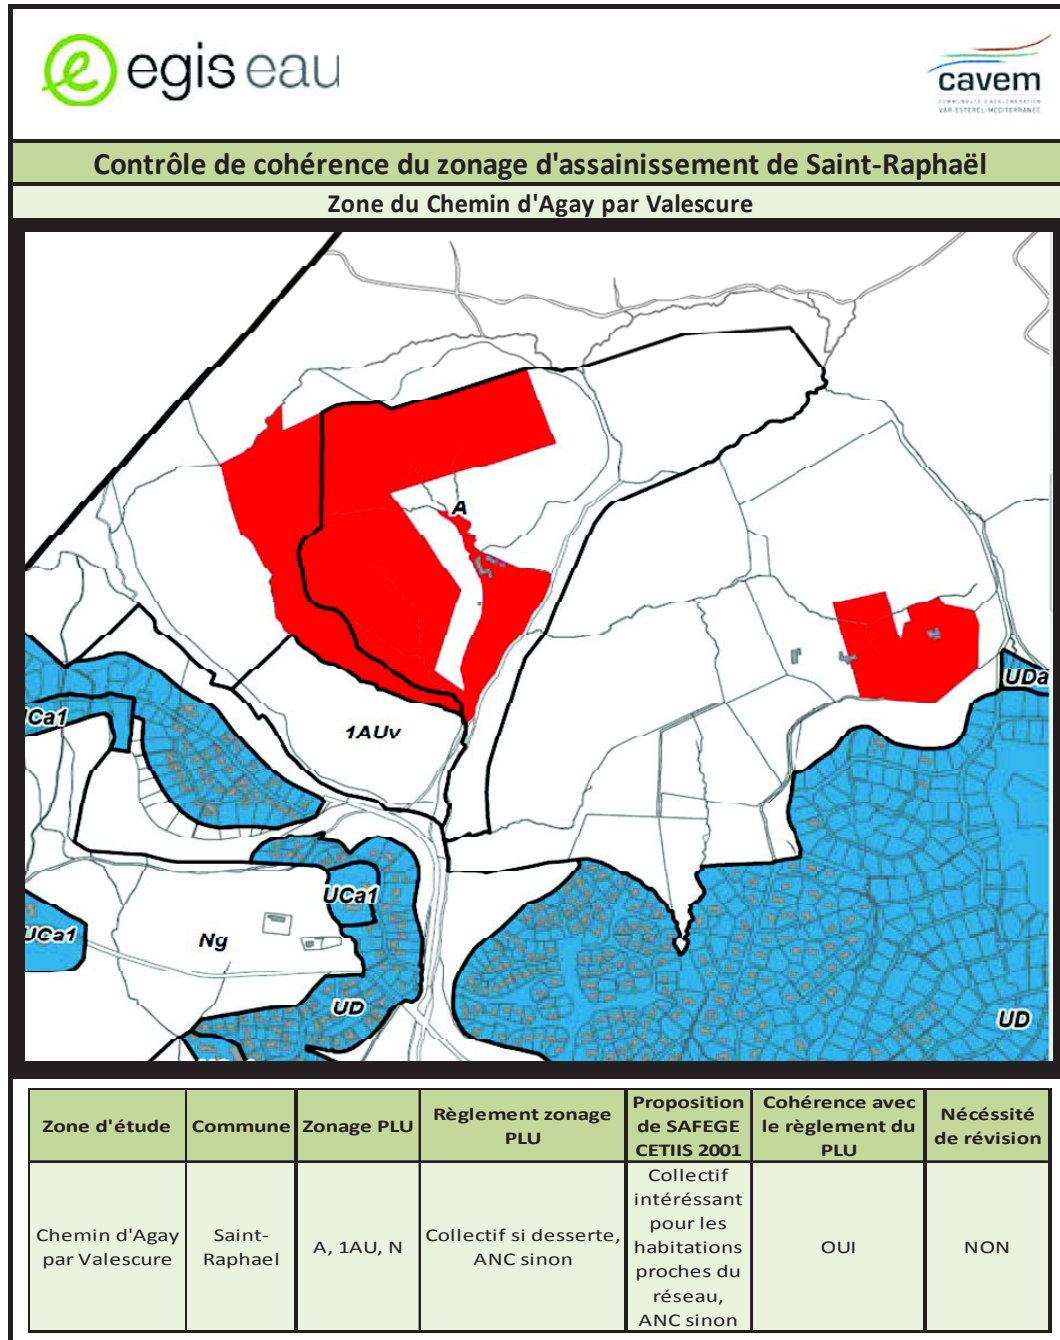 egis eau
cavem
COMMUNAUTÉ D'AGGLOMÉRATION
VAR-ESTEREL-MÉDITERRANÉE
Contrôle de cohérence du zonage d'assainissement de Saint-Raphaël
Zone du Chemin d'Agay par Valescure
A
UDa
UCa1
1AUv
UCa1
UCa1
Ng
UD
UD
Zone d'étude
Commune
Zonage PLU
Règlement zonage
PLU
Proposition
de SAFEGE
CETIIS 2001
Cohérence avec
le règlement du
PLU
Nécéssité
de révision
Chemin d'Agay
par Valescure
Saint-
Raphael
A, 1AU, N
Collectif si desserte,
ANC sinon
Collectif
intéréssant
pour les
habitations
proches du
réseau,
ANC sinon
OUI
NON